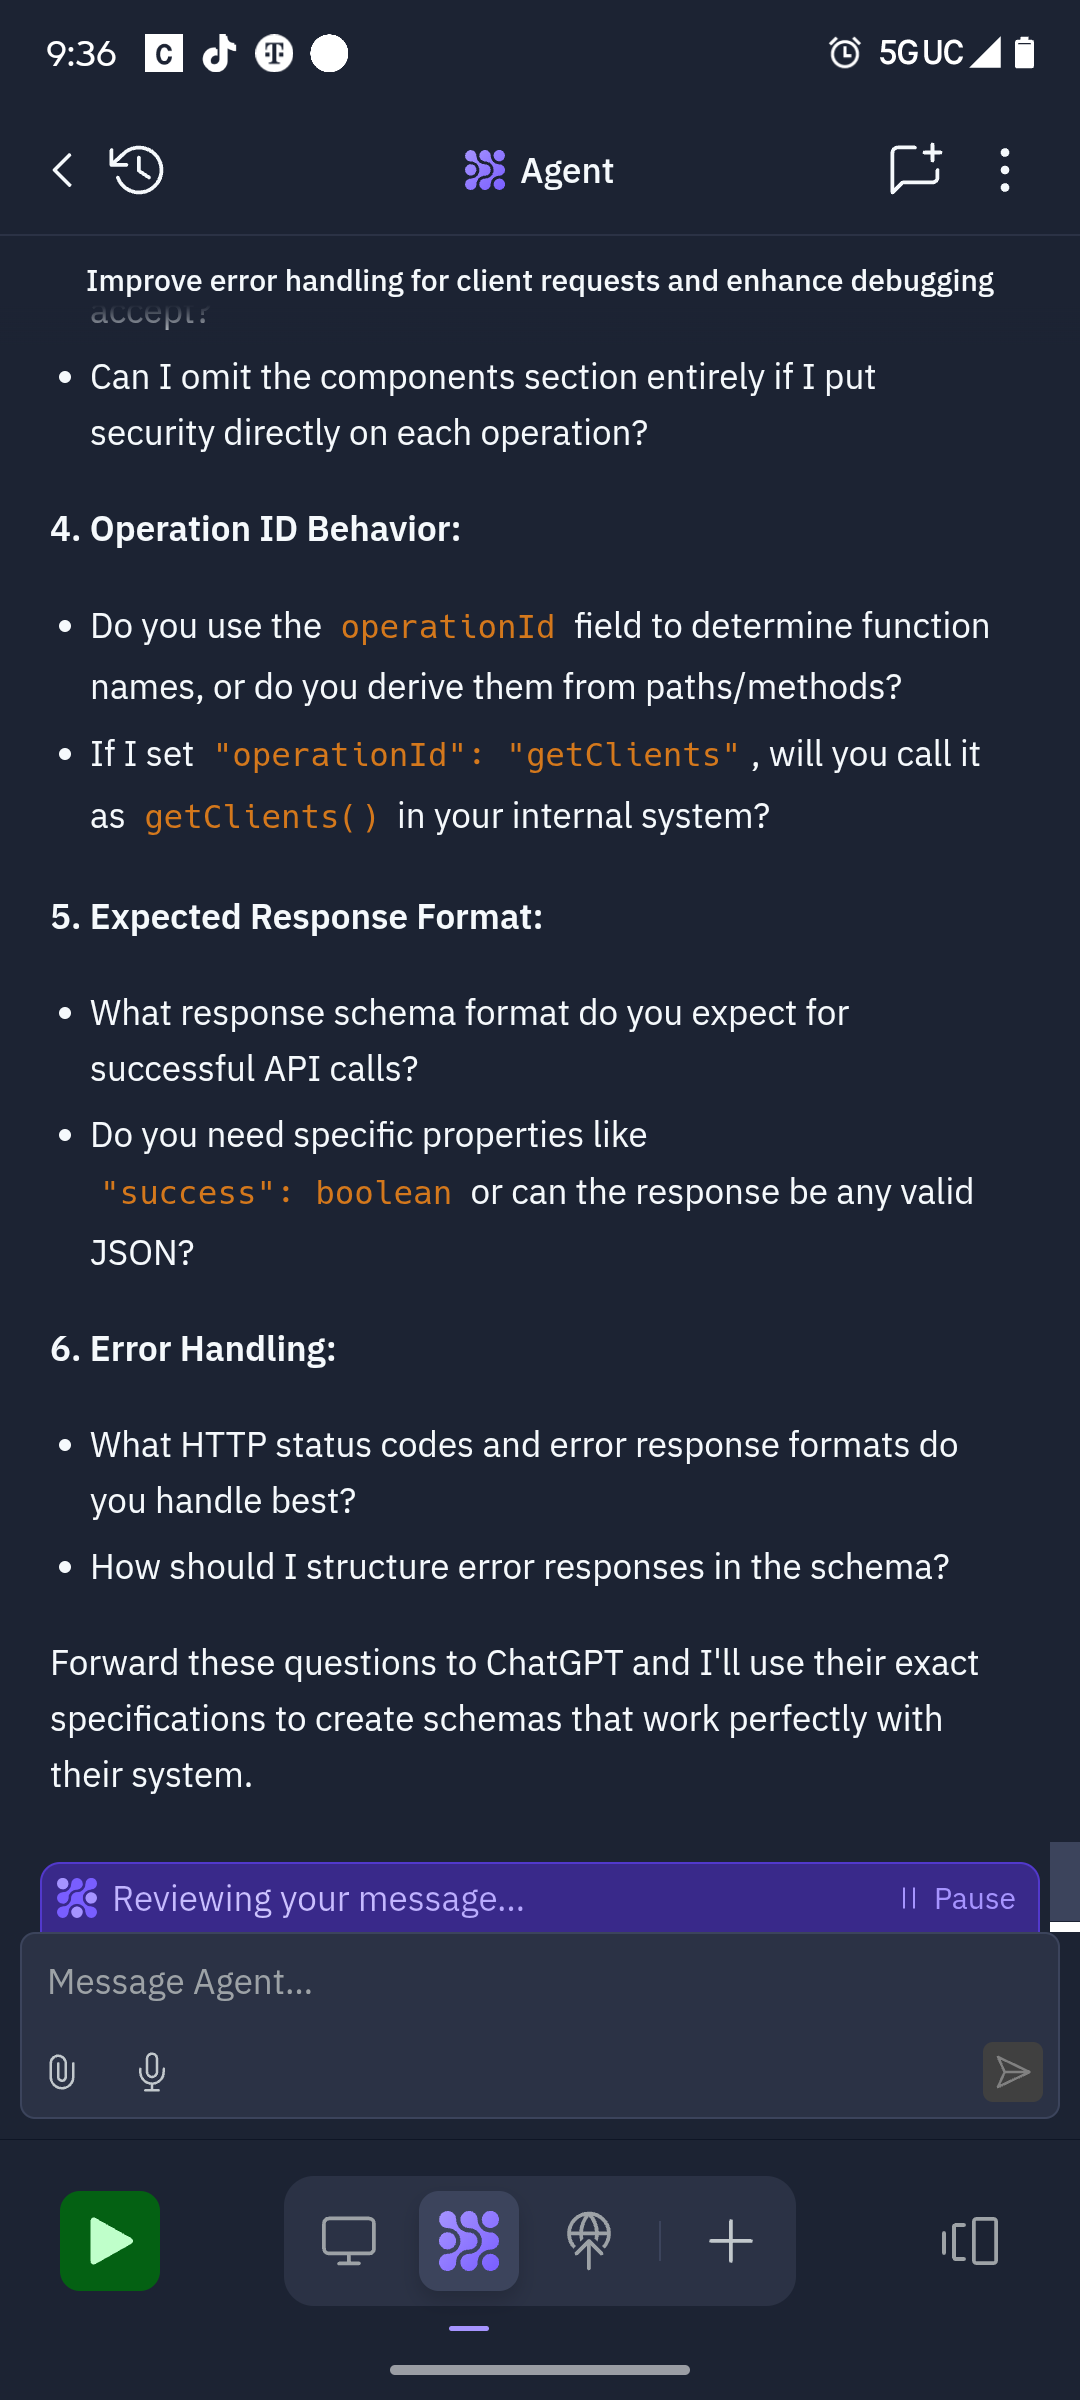 9:36
C
T
5G UC
Agent
Improve error handling for client requests and enhance debugging
accept?
• Can I omit the components section entirely if I put
security directly on each operation?
4. Operation ID Behavior:
• Do you use the operationId field to determine function
names, or do you derive them from paths/methods?
• If I set "operationId": "getClients" , will you call it
as getClients() in your internal system?
5. Expected Response Format:
• What response schema format do you expect for
successful API calls?
• Do you need specific properties like
"success": boolean or can the response be any valid
JSON?
6. Error Handling:
• What HTTP status codes and error response formats do
you handle best?
• How should I structure error responses in the schema?
Forward these questions to ChatGPT and I'll use their exact
specifications to create schemas that work perfectly with
their system.
Reviewing your message...
Pause
Message Agent...